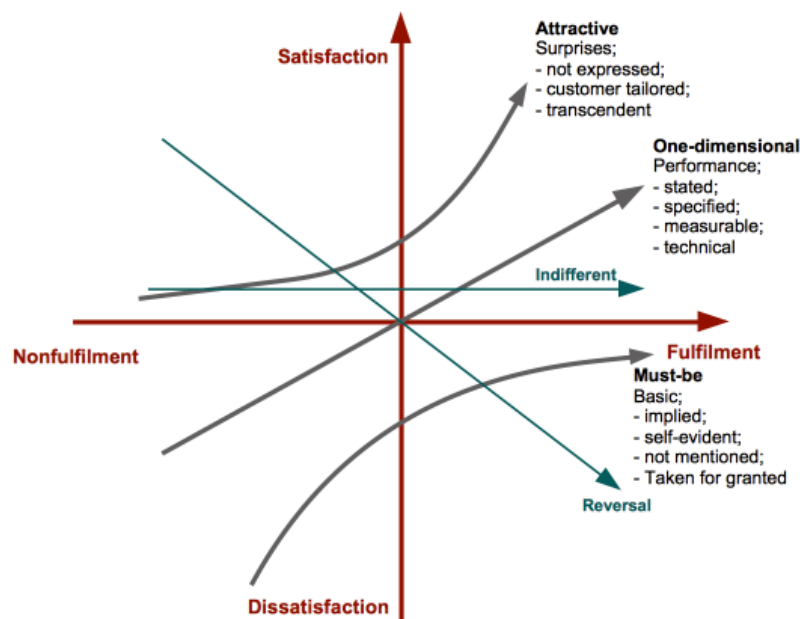 Attractive
Surprises;
- not expressed;
- customer tailored;
- transcendent
Satisfaction
One-dimensional
Performance;
- stated;
- specified;
- measurable;
- technical
Indifferent
Nonfulfilment
Fulfilment
Must-be
Basic;
- implied;
- self-evident;
- not mentioned;
- Taken for granted
Reversal
Dissatisfaction